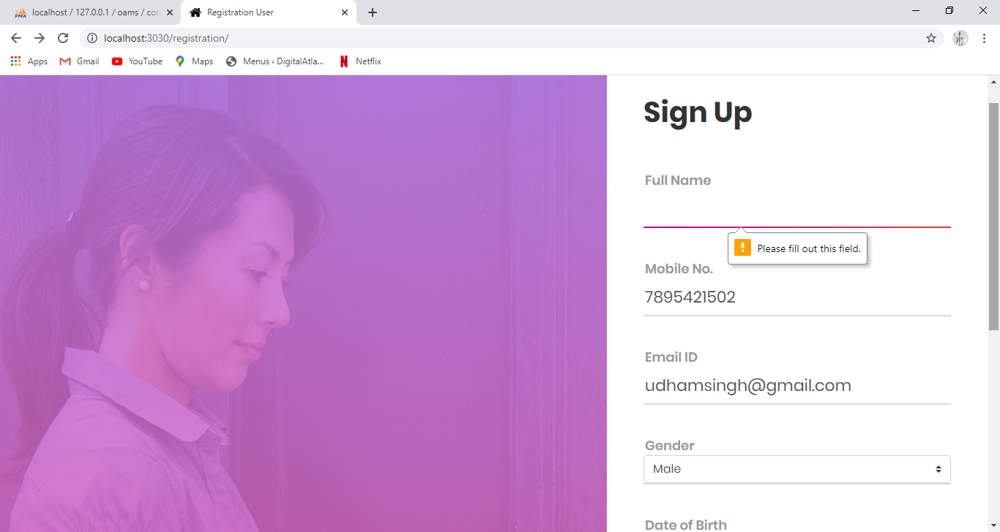 PMA localhost / 127.0.0.1 / oams / con
Registration User
localhost:3030/registration/
Apps Gmail YouTube Maps Menus ‹ DigitalAtla... Netflix
Sign Up
Full Name
Please fill out this field.
Mobile No.
7895421502
Email ID
udhamsingh@gmail.com
Gender
Male
Date of Birth